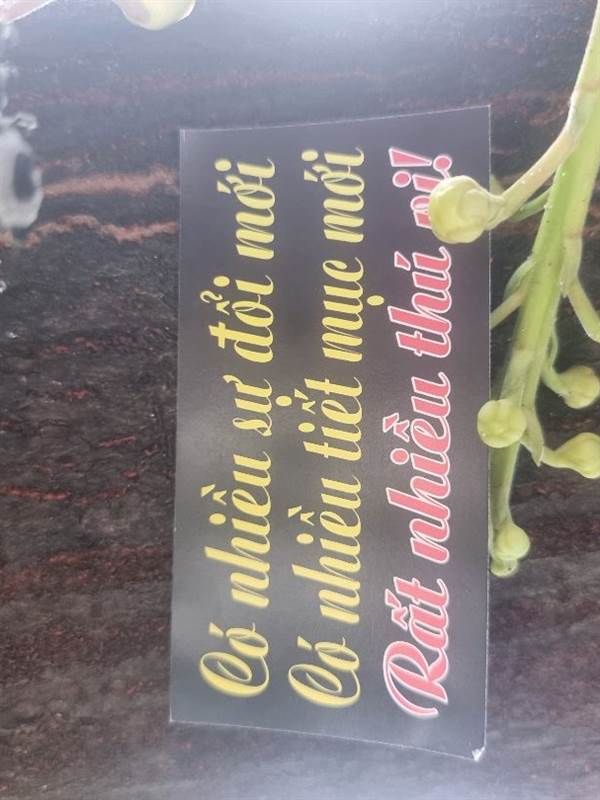 Có nhiều sự đổi mới
Có nhiều tiết mục mới
Rất nhiều thú